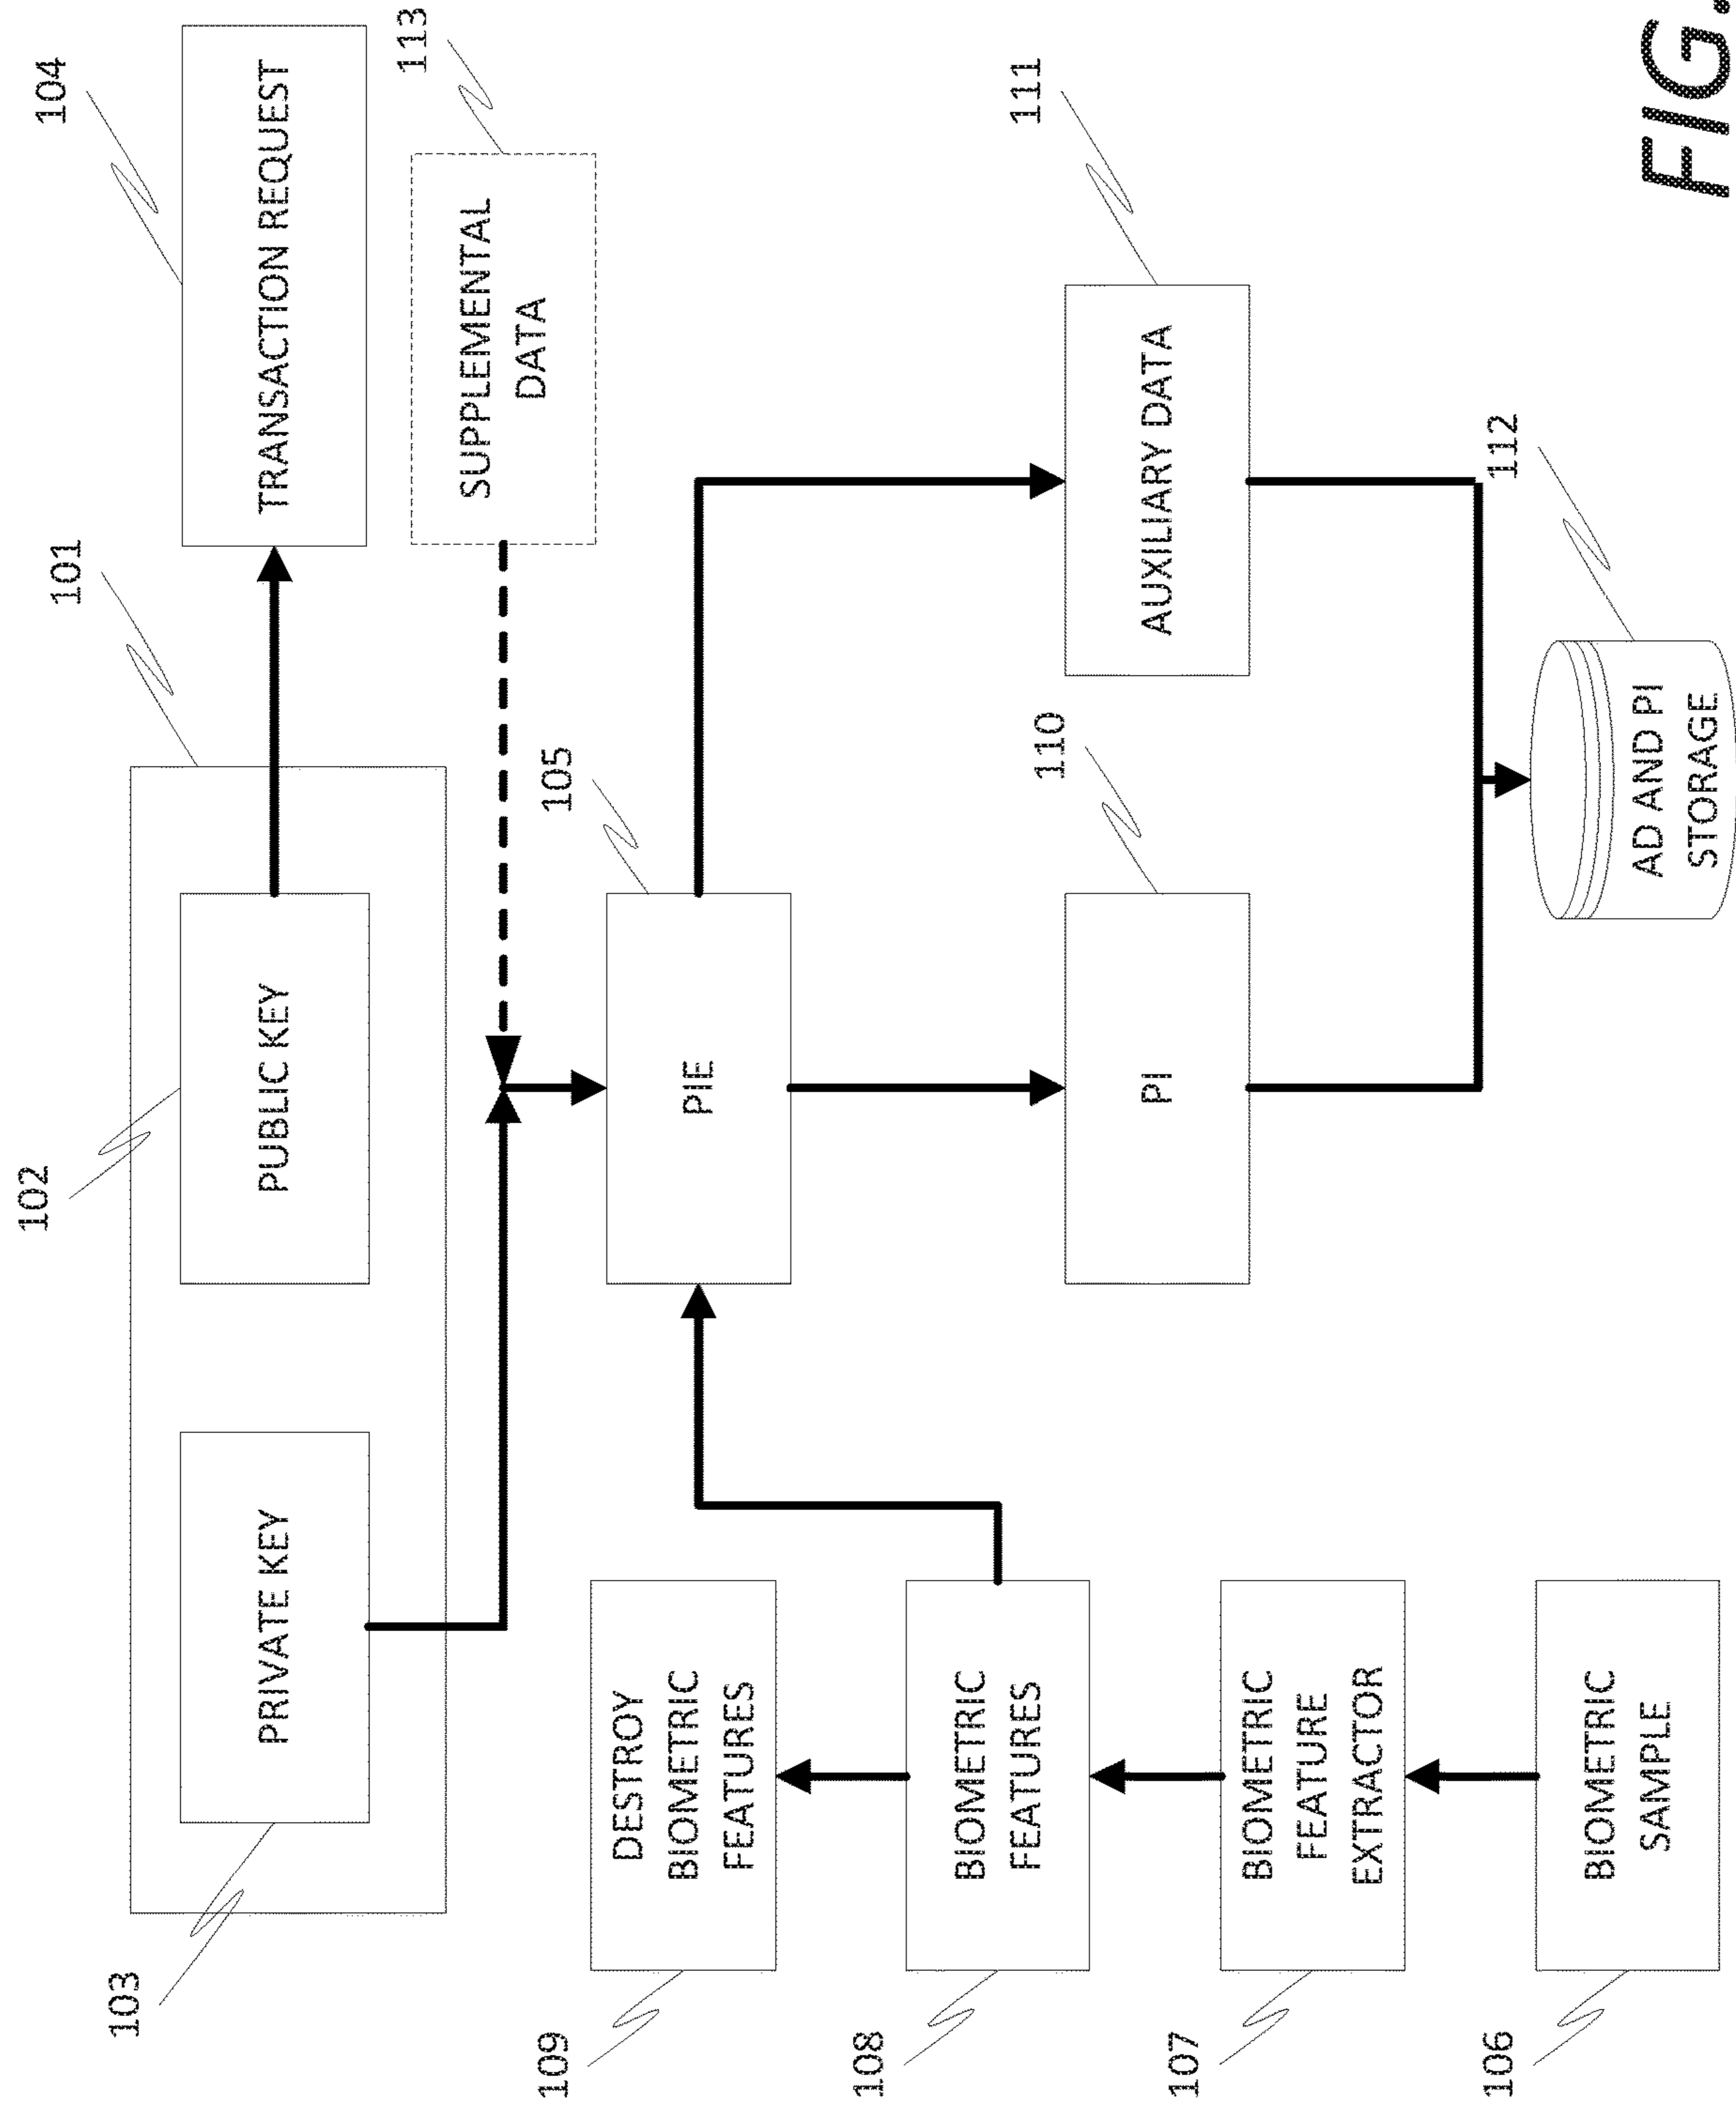 102
101
104
103
PRIVATE KEY
PUBLIC KEY
TRANSACTION REQUEST
113
SUPPLEMENTAL
DATA
105
109
DESTROY
BIOMETRIC
FEATURES
PIE
108
BIOMETRIC
FEATURES
110
111
PI
AUXILIARY DATA
107
BIOMETRIC
FEATURE
EXTRACTOR
112
106
BIOMETRIC
SAMPLE
AD AND PI
STORAGE
FIG.